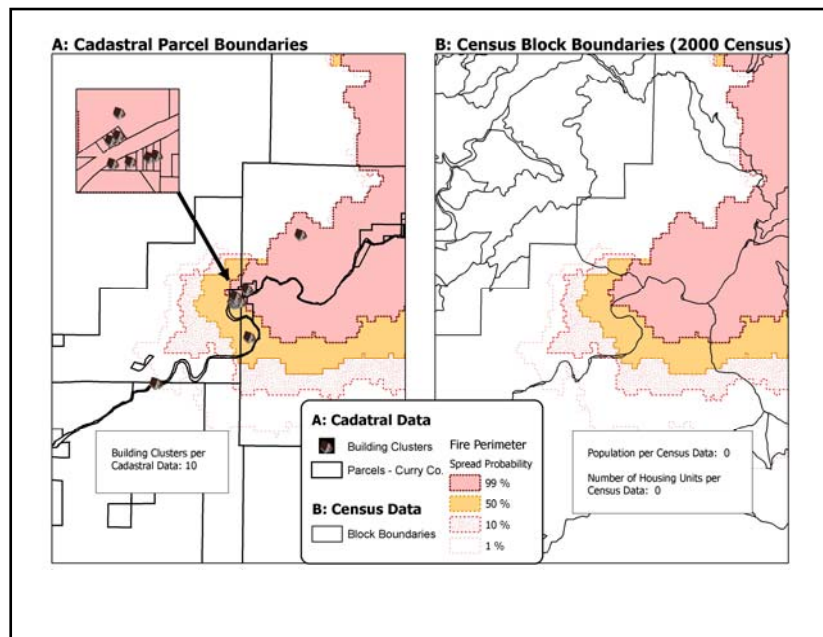 A: Cadastral Parcel Boundaries
B: Census Block Boundaries (2000 Census)
Building Clusters per
Cadastral Data: 10
A: Cadatral Data
Building Clusters
Parcels - Curry Co.
B: Census Data
Block Boundaries
Fire Perimeter
Spread Probability
99 %
50 %
10 %
1 %
Population per Census Data: 0
Number of Housing Units per
Census Data: 0